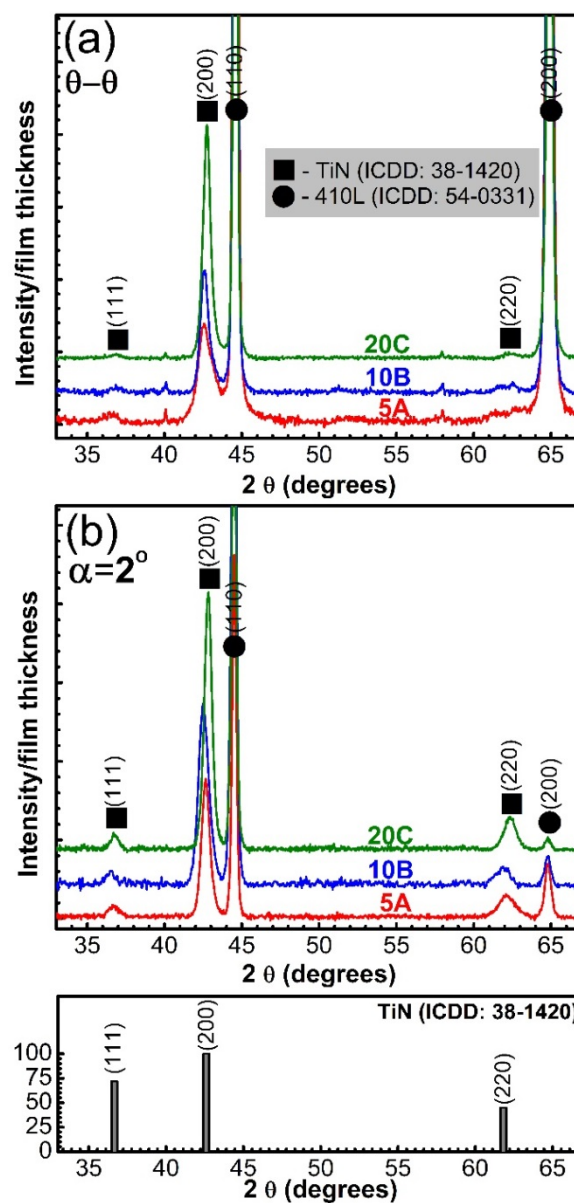 (a)
θ–θ
(200)
(110)
(200)
■ - TiN (ICDD: 38-1420)
● - 410L (ICDD: 54-0331)
(111)
(220)
20C
10B
5A
Intensity/film thickness
35 40 45 50 55 60 65
2 θ (degrees)
(b)
α=2°
(200)
(110)
(111)
(220)
(200)
20C
10B
5A
Intensity/film thickness
35 40 45 50 55 60 65
2 θ (degrees)
TiN (ICDD: 38-1420)
(111)
(200)
(220)
100
75
50
25
0
35 40 45 50 55 60 65
2 θ (degrees)